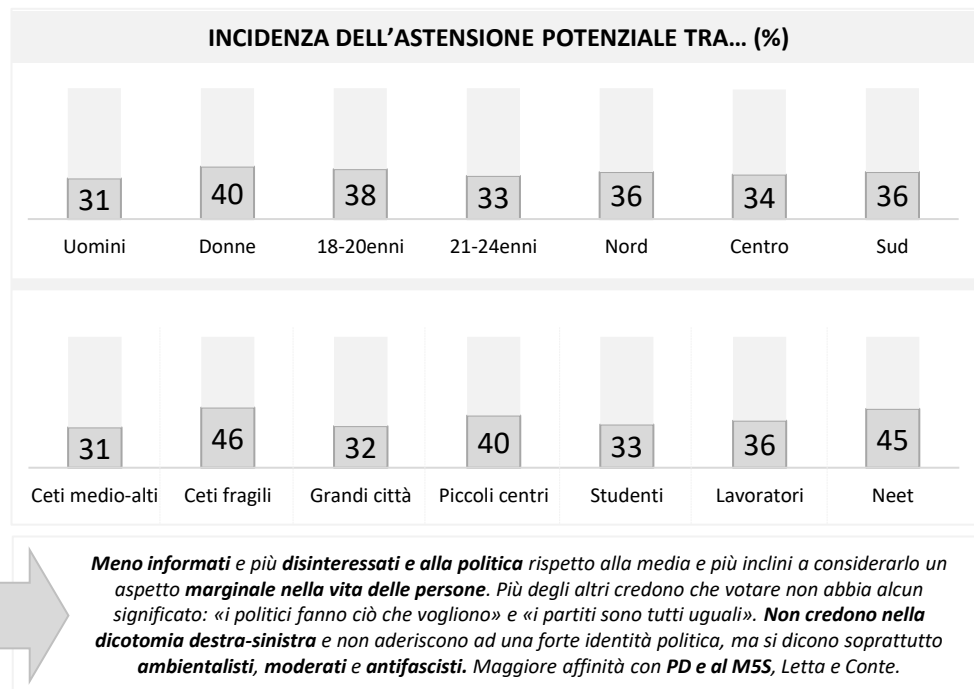 INCIDENZA DELL'ASTENSIONE POTENZIALE TRA... (%)
31 40 38 33 36 34 36
Uomini Donne 18-20enni 21-24enni Nord Centro Sud
31 46 32 40 33 36 45
Ceti medio-alti Ceti fragili Grandi città Piccoli centri Studenti Lavoratori Neet
Meno informati e più disinteressati e alla politica rispetto alla media e più inclini a considerarlo un
aspetto marginale nella vita delle persone. Più degli altri credono che votare non abbia alcun
significato: «i politici fanno ciò che vogliono» e «i partiti sono tutti uguali». Non credono nella
dicotomia destra-sinistra e non aderiscono ad una forte identità politica, ma si dicono soprattutto
ambientalisti, moderati e antifascisti. Maggiore affinità con PD e al M5S, Letta e Conte.